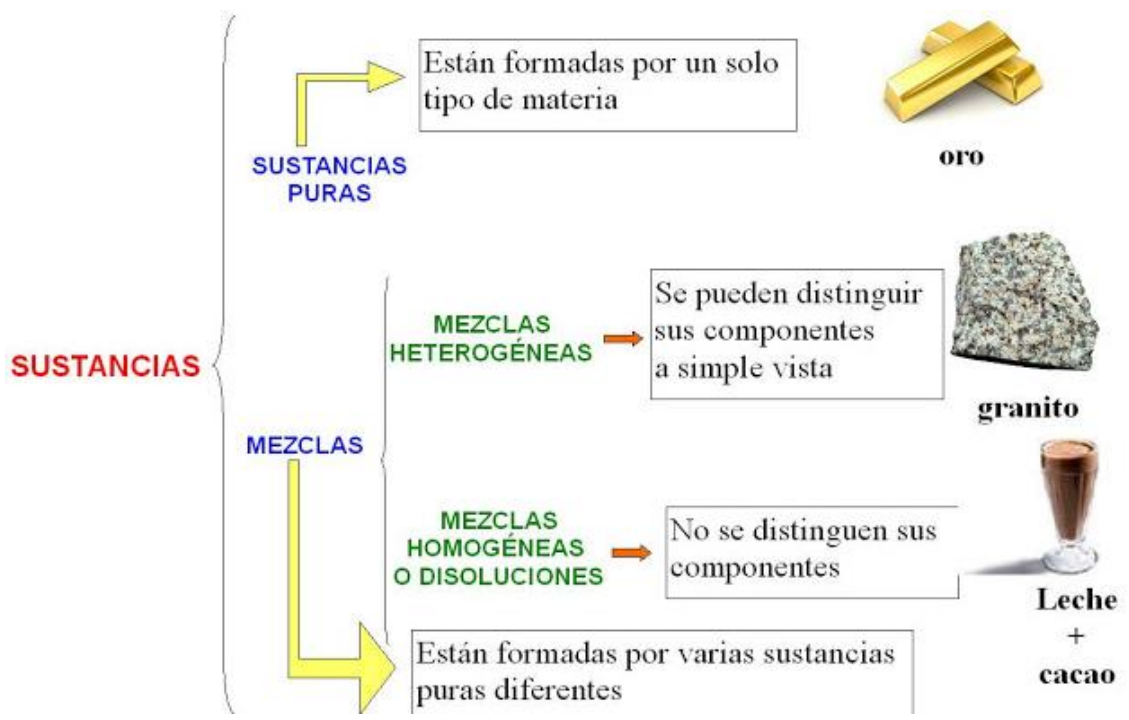 Están formadas por un solo
tipo de materia
oro
SUSTANCIAS
PURAS
SUSTANCIAS
MEZCLAS
HETEROGÉNEAS
Se pueden distinguir
sus componentes
a simple vista
granito
MEZCLAS
MEZCLAS
HOMOGÉNEAS
O DISOLUCIONES
No se distinguen sus
componentes
Leche
+
cacao
Están formadas por varias sustancias
puras diferentes